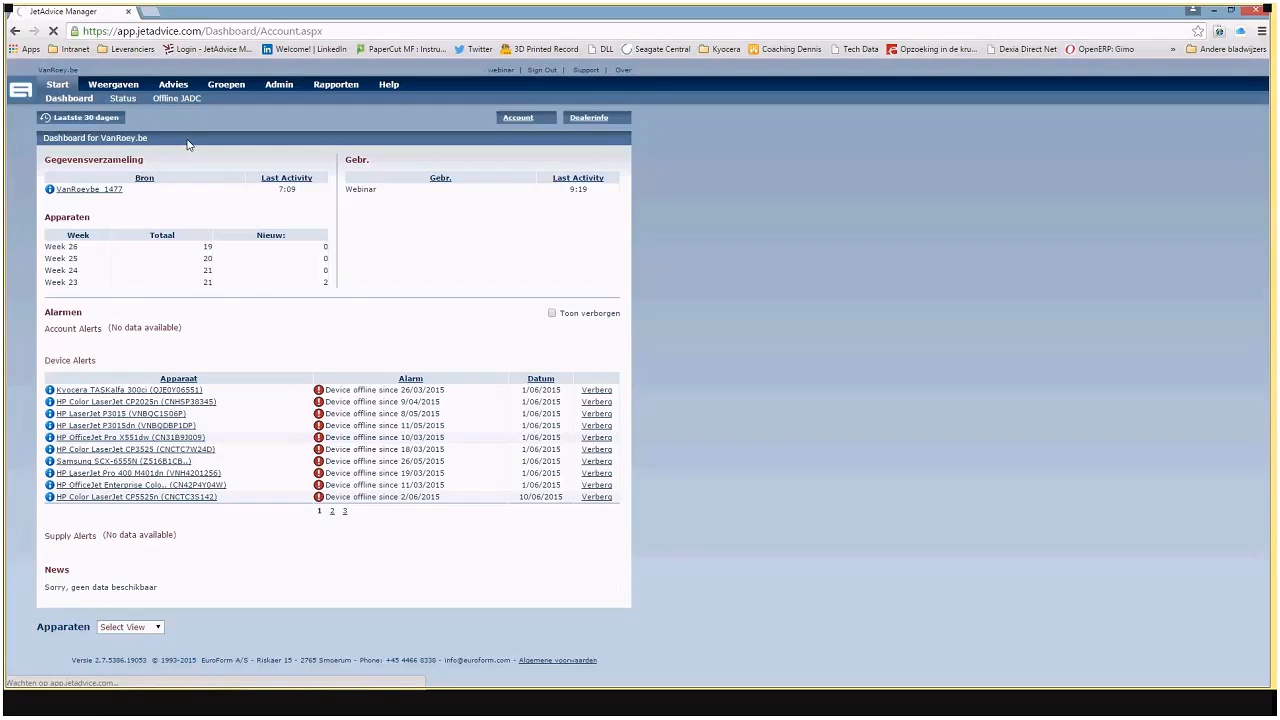 JetAdvice Manager
https://app.jetadvice.com/Dashboard/Account.aspx
Apps Intranet Leveranciers Login - JetAdvice M... Welcome! | LinkedIn PaperCut MF : Instru... Twitter 3D Printed Record DLL Seagate Central Kyocera Coaching Dennis Tech Data Opzoeking in de kru... Dexia Direct Net OpenERP: Gimo » Andere bladwijzers
VanRoey.be webinar | Sign Out | Support | Over
Start Weergaven Advies Groepen Admin Rapporten Help
Dashboard Status Offline JADC
Laatste 30 dagen Account Dealerinfo
Dashboard for VanRoey.be
Gegevensverzameling Gebr.
Bron Last Activity Gebr. Last Activity
VanRoeybe_1477 7:09 Webinar 9:19
Apparaten
Week Totaal Nieuw:
Week 26 19 0
Week 25 20 0
Week 24 21 0
Week 23 21 2
Alarmen Toon verborgen
Account Alerts (No data available)
Device Alerts
Apparaat Alarm Datum
Kyocera TASKalfa 300ci (QJE0Y06551) Device offline since 26/03/2015 1/06/2015 Verberg
HP Color LaserJet CP2025n (CNHSP38345) Device offline since 9/04/2015 1/06/2015 Verberg
HP LaserJet P3015 (VNBQC1S06P) Device offline since 8/05/2015 1/06/2015 Verberg
HP LaserJet P3015dn (VNBQDBP1DP) Device offline since 11/05/2015 1/06/2015 Verberg
HP OfficeJet Pro X551dw (CN31B9J009) Device offline since 10/03/2015 1/06/2015 Verberg
HP Color LaserJet CP3525 (CNCTC7W24D) Device offline since 18/03/2015 1/06/2015 Verberg
Samsung SCX-6555N (Z516B1CB...) Device offline since 26/05/2015 1/06/2015 Verberg
HP LaserJet Pro 400 M401dn (VNH4201256) Device offline since 19/03/2015 1/06/2015 Verberg
HP OfficeJet Enterprise Colo... (CN42P4Y04W) Device offline since 11/03/2015 1/06/2015 Verberg
HP Color LaserJet CP5525n (CNCTC3S142) Device offline since 2/06/2015 10/06/2015 Verberg
1 2 3
Supply Alerts (No data available)
News
Sorry, geen data beschikbaar
Apparaten Select View
Versie 2.7.5386.19053 © 1993-2015 EuroForm A/S - Riskaer 15 - 2765 Smoerum - Phone: +45 4466 8338 - info@euroform.com - Algemene voorwaarden
Wachten op app.jetadvice.com...